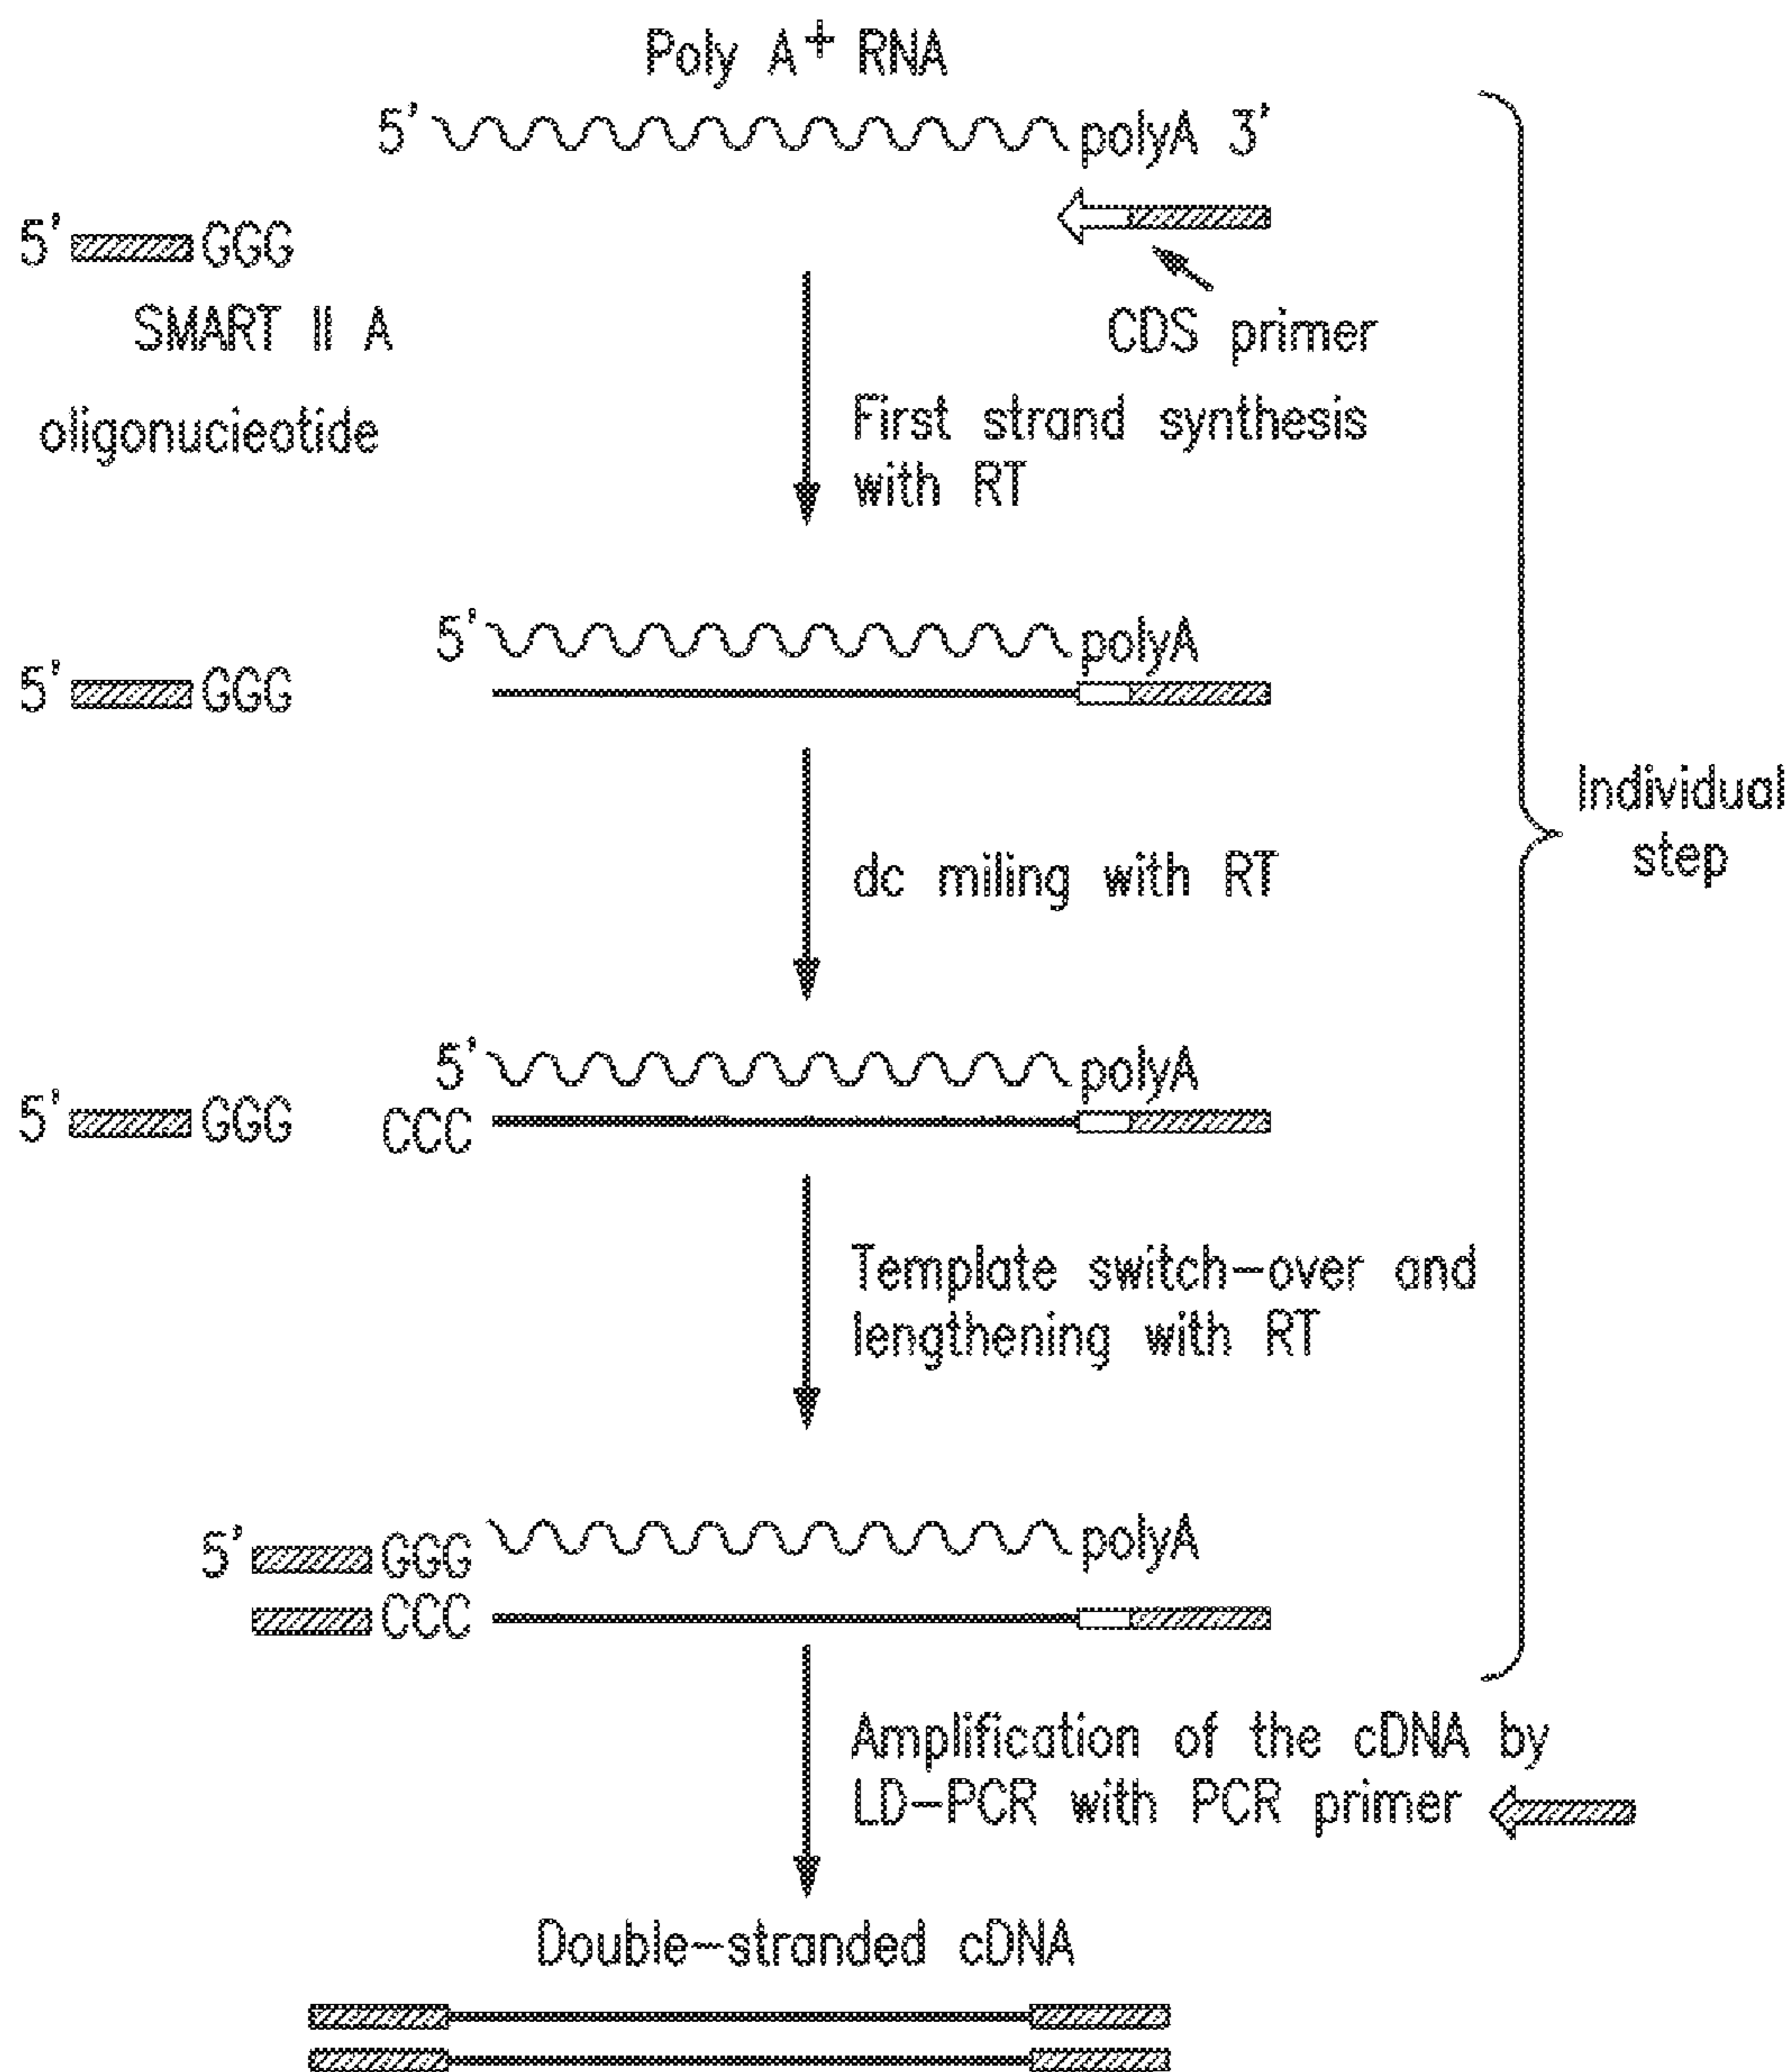 Poly A+ RNA
5' polyA 3'
5' GGG
SMART II A
oligonucieotide
CDS primer
First strand synthesis
with RT
5' polyA
5' GGG
dc miling with RT
5' polyA
5' GGG CCC
Template switch-over and
lengthening with RT
5' GGG polyA
CCC
Individual
step
Amplification of the cDNA by
LD-PCR with PCR primer
Double-stranded cDNA